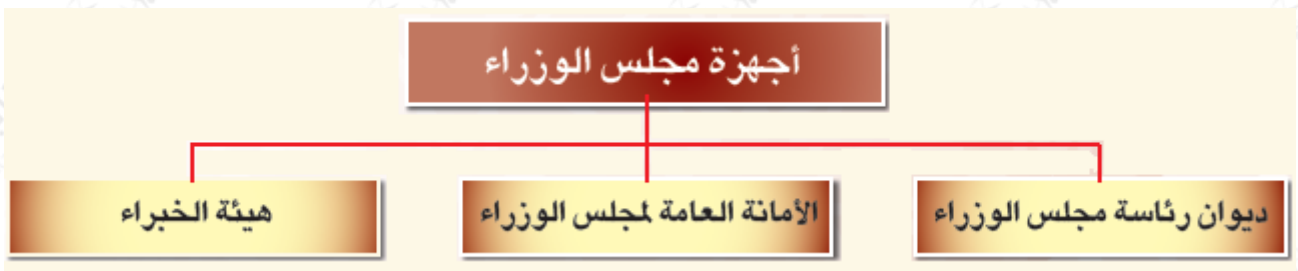 أجهزة مجلس الوزراء
ديوان رئاسة مجلس الوزراء
الأمانة العامة لمجلس الوزراء
هيئة الخبراء